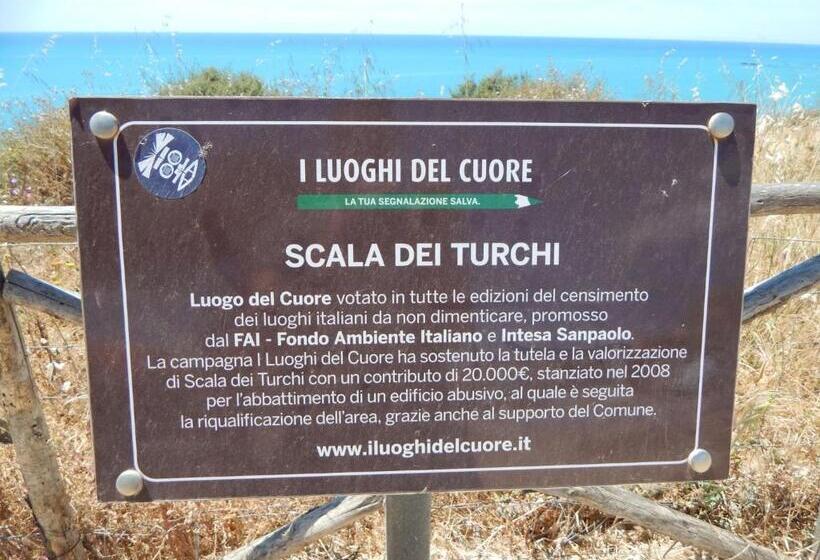 I LUOGHI DEL CUORE
LA TUA SEGNALAZIONE SALVA.
SCALA DEI TURCHI
Luogo del Cuore votato in tutte le edizioni del censimento
dei luoghi italiani da non dimenticare, promosso
dal FAI - Fondo Ambiente Italiano e Intesa Sanpaolo.
La campagna I Luoghi del Cuore ha sostenuto la tutela e la valorizzazione
di Scala dei Turchi con un contributo di 20.000€, stanziato nel 2008
per l'abbattimento di un edificio abusivo, al quale è seguita
la riqualificazione dell'area, grazie anche al supporto del Comune.
www.iluoghidelcuore.it